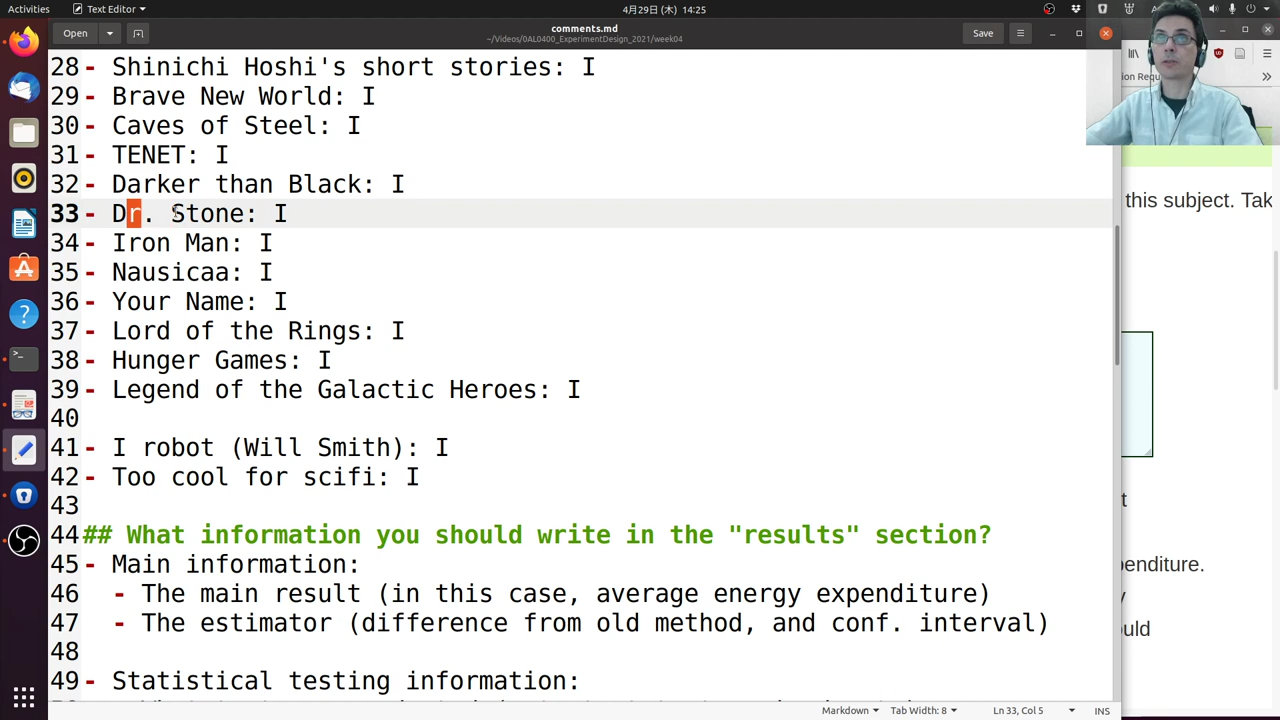 Activities
Text Editor
4月29日 (木) 14:25
Open
comments.md
~/Videos/0AL0400_ExperimentDesign_2021/week04
Save
28- Shinichi Hoshi's short stories: I
29- Brave New World: I
30- Caves of Steel: I
31- TENET: I
32- Darker than Black: I
33- Dr. Stone: I
34- Iron Man: I
35- Nausicaa: I
36- Your Name: I
37- Lord of the Rings: I
38- Hunger Games: I
39- Legend of the Galactic Heroes: I
40
41- I robot (Will Smith): I
42- Too cool for scifi: I
43
44## What information you should write in the "results" section?
45- Main information:
46 - The main result (in this case, average energy expenditure)
47 - The estimator (difference from old method, and conf. interval)
48
49- Statistical testing information:
Markdown
Tab Width: 8
Ln 33, Col 5
INS
this subject. Tak